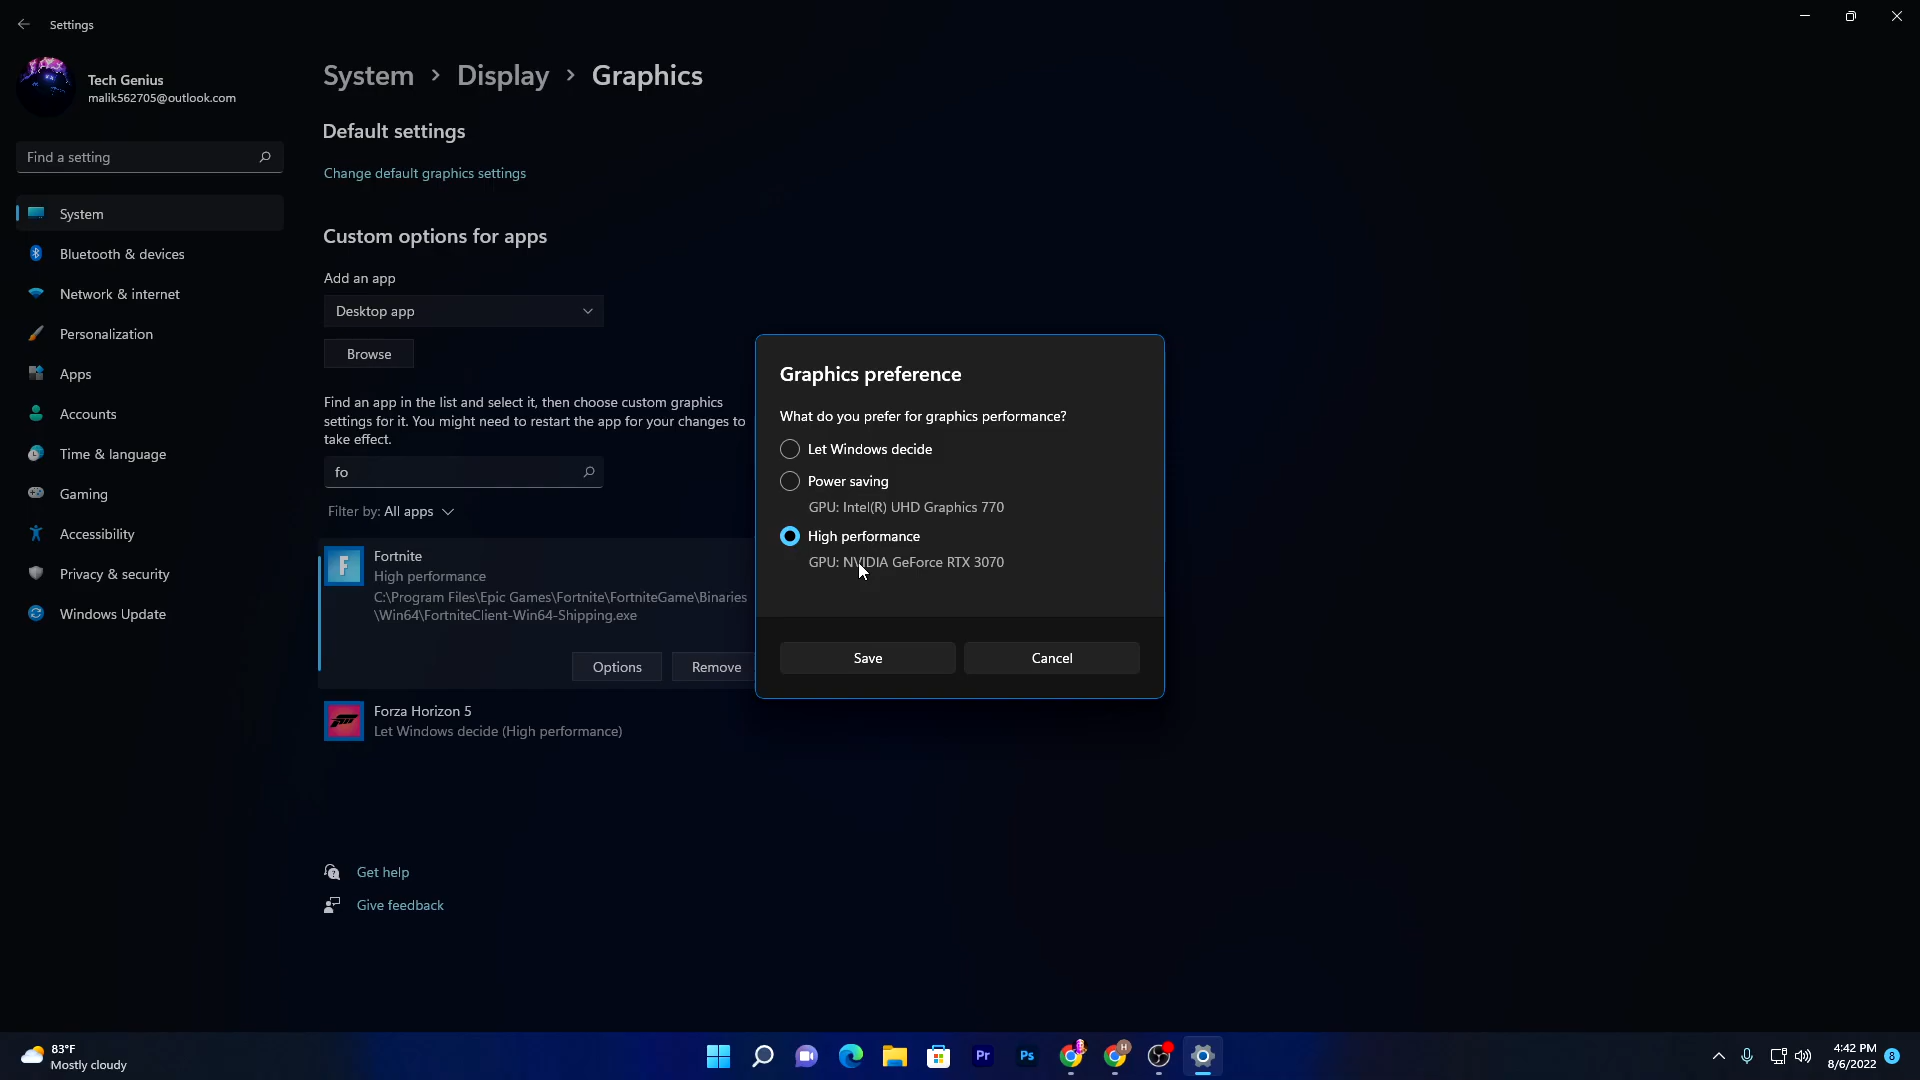 Settings
Tech Genius
malik562705@outlook.com
Find a setting
System
Bluetooth & devices
Network & internet
Personalization
Apps
Accounts
Time & language
Gaming
Accessibility
Privacy & security
Windows Update
System > Display > Graphics
Default settings
Change default graphics settings
Custom options for apps
Add an app
Desktop app
Browse
Find an app in the list and select it, then choose custom graphics
settings for it. You might need to restart the app for your changes to
take effect.
fo
Filter by: All apps
F
Fortnite
High performance
C:\Program Files\Epic Games\Fortnite\FortniteGame\Binaries
\Win64\FortniteClient-Win64-Shipping.exe
Options
Remove
Forza Horizon 5
Let Windows decide (High performance)
Get help
Give feedback
Graphics preference
What do you prefer for graphics performance?
Let Windows decide
Power saving
GPU: Intel(R) UHD Graphics 770
High performance
GPU: NVIDIA GeForce RTX 3070
Save
Cancel
83°F
Mostly cloudy
Pr
Ps
H
4:42 PM
8/6/2022
8